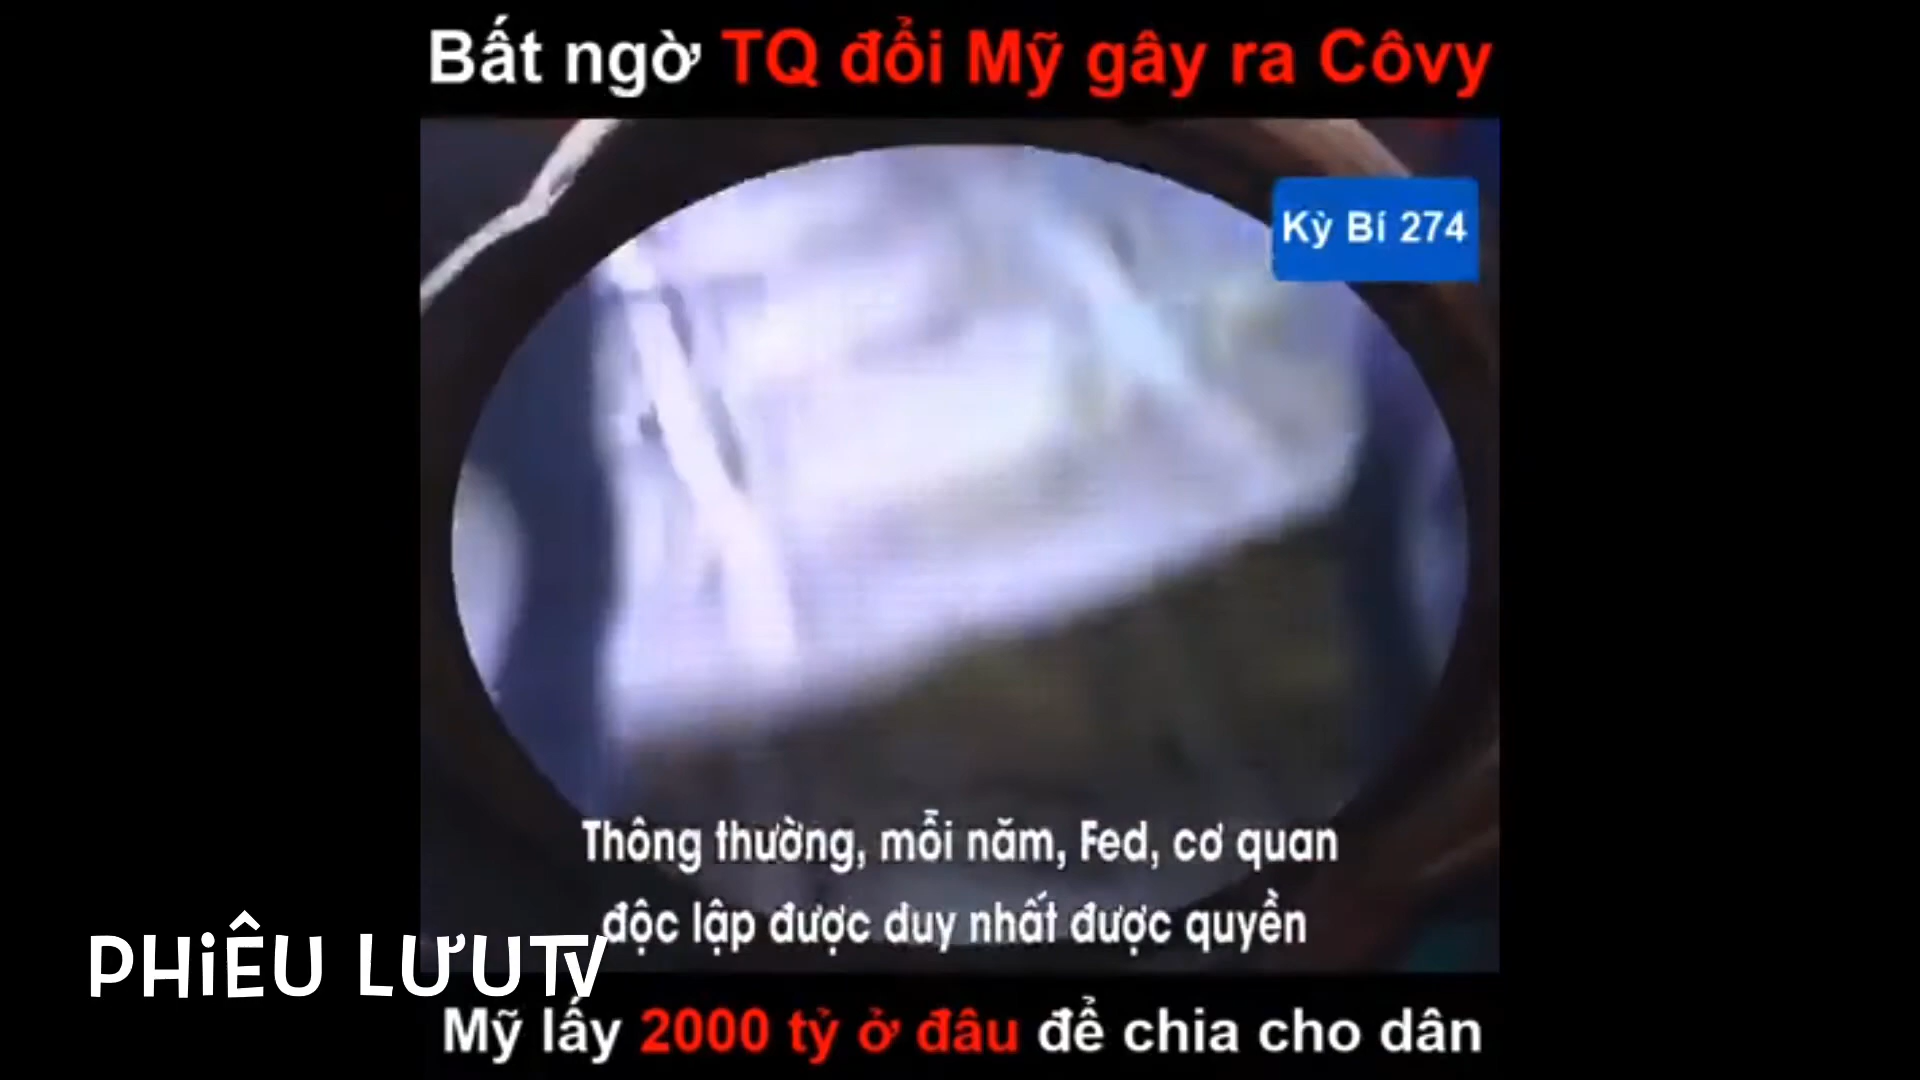 Bất ngờ TQ đổi Mỹ gây ra Côvy
Kỳ Bí 274
Thông thường, mỗi năm, Fed, cơ quan
độc lập được duy nhất được quyền
PHiÊU LƯUTV
Mỹ lấy 2000 tỷ ở đâu để chia cho dân